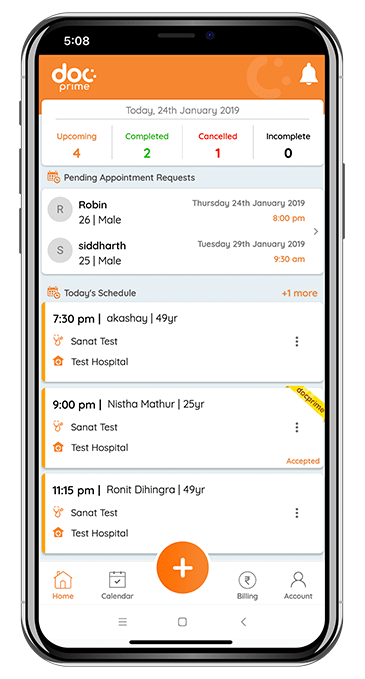 5:08
doc
prime
Today, 24th January 2019
Upcoming Completed Cancelled Incomplete
4 2 1 0
Pending Appointment Requests
R Robin Thursday 24th January 2019
26 | Male 8:00 pm
S siddharth Tuesday 29th January 2019
25 | Male 9:30 am
Today's Schedule +1 more
7:30 pm | akashay | 49yr
Sanat Test
Test Hospital
9:00 pm | Nistha Mathur | 25yr
docprime
Sanat Test
Test Hospital
Accepted
11:15 pm | Ronit Dihingra | 49yr
Sanat Test
Test Hospital
+
Home Calendar Billing Account